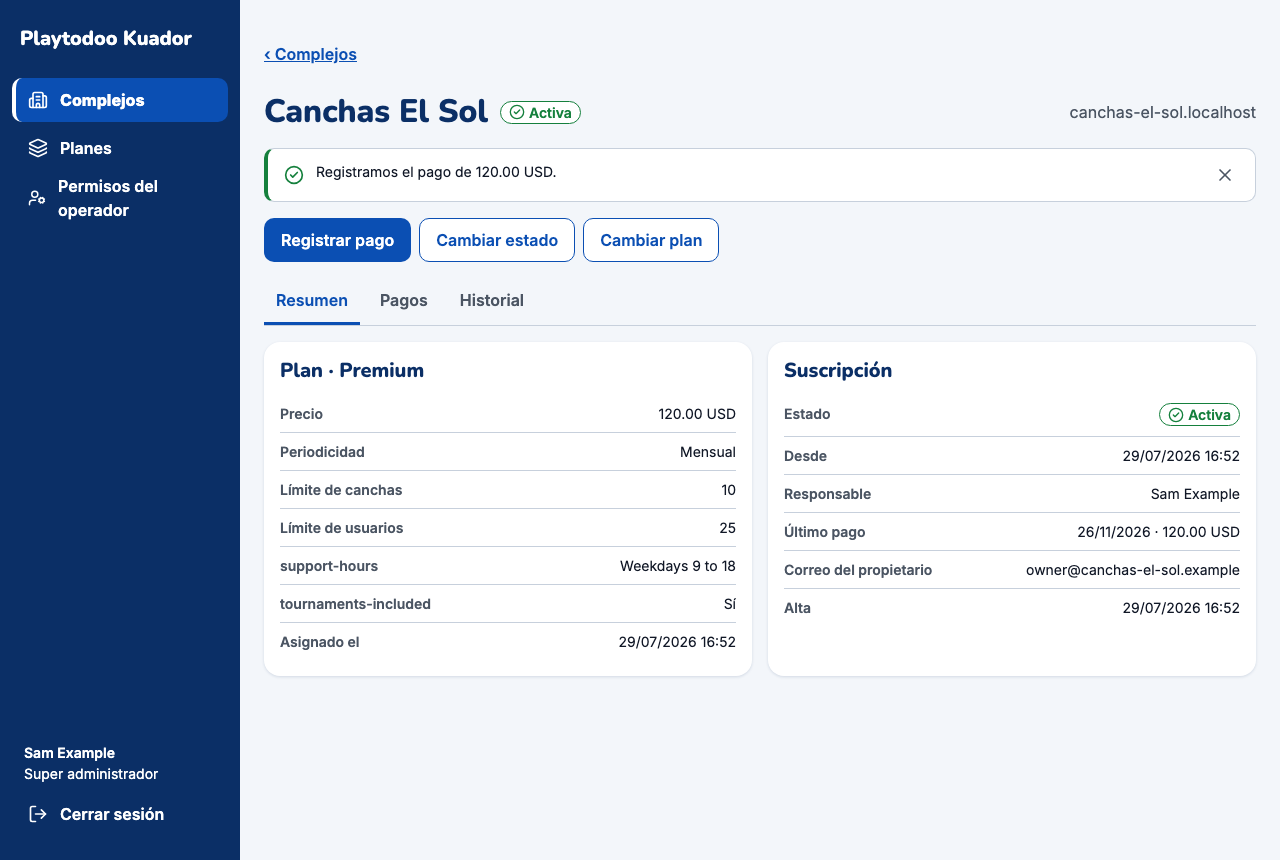 Playtodoo Kuador
Complejos
Planes
Permisos del
operador
Sam Example
Super administrador
Cerrar sesión
‹ Complejos
Canchas El Sol
Activa
canchas-el-sol.localhost
Registramos el pago de 120.00 USD.
Registrar pago
Cambiar estado
Cambiar plan
Resumen
Pagos
Historial
Plan · Premium
Precio 120.00 USD
Periodicidad Mensual
Límite de canchas 10
Límite de usuarios 25
support-hours Weekdays 9 to 18
tournaments-included Sí
Asignado el 29/07/2026 16:52
Suscripción
Estado Activa
Desde 29/07/2026 16:52
Responsable Sam Example
Último pago 26/11/2026 · 120.00 USD
Correo del propietario owner@canchas-el-sol.example
Alta 29/07/2026 16:52